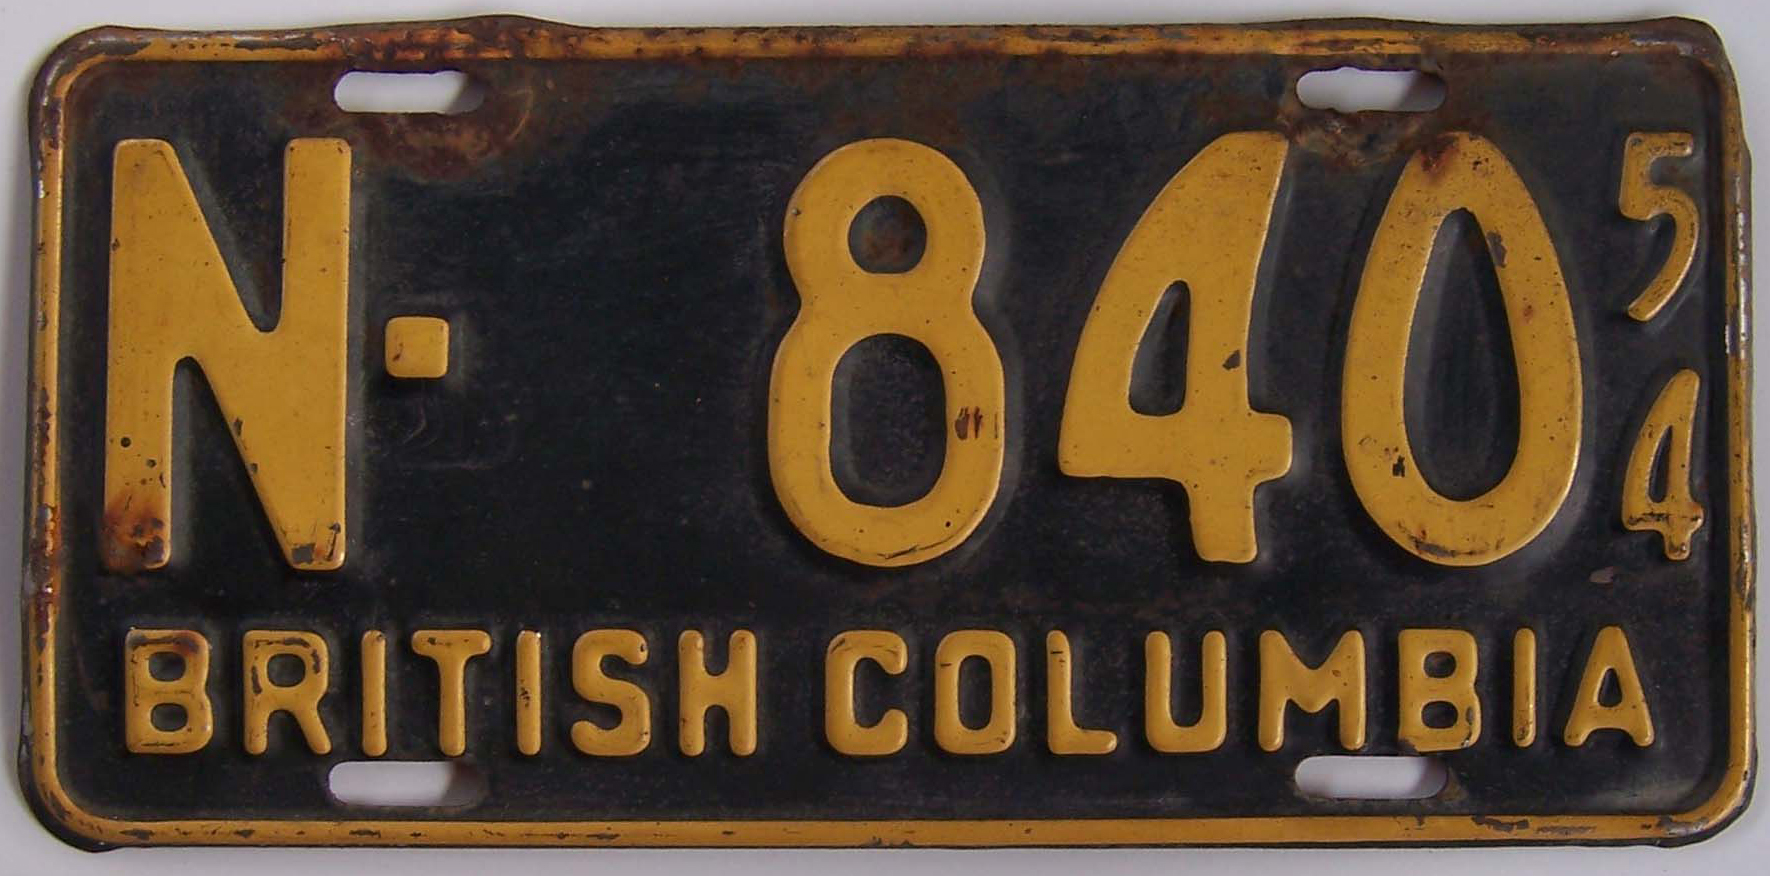 N- 840 54
BRITISH COLUMBIA